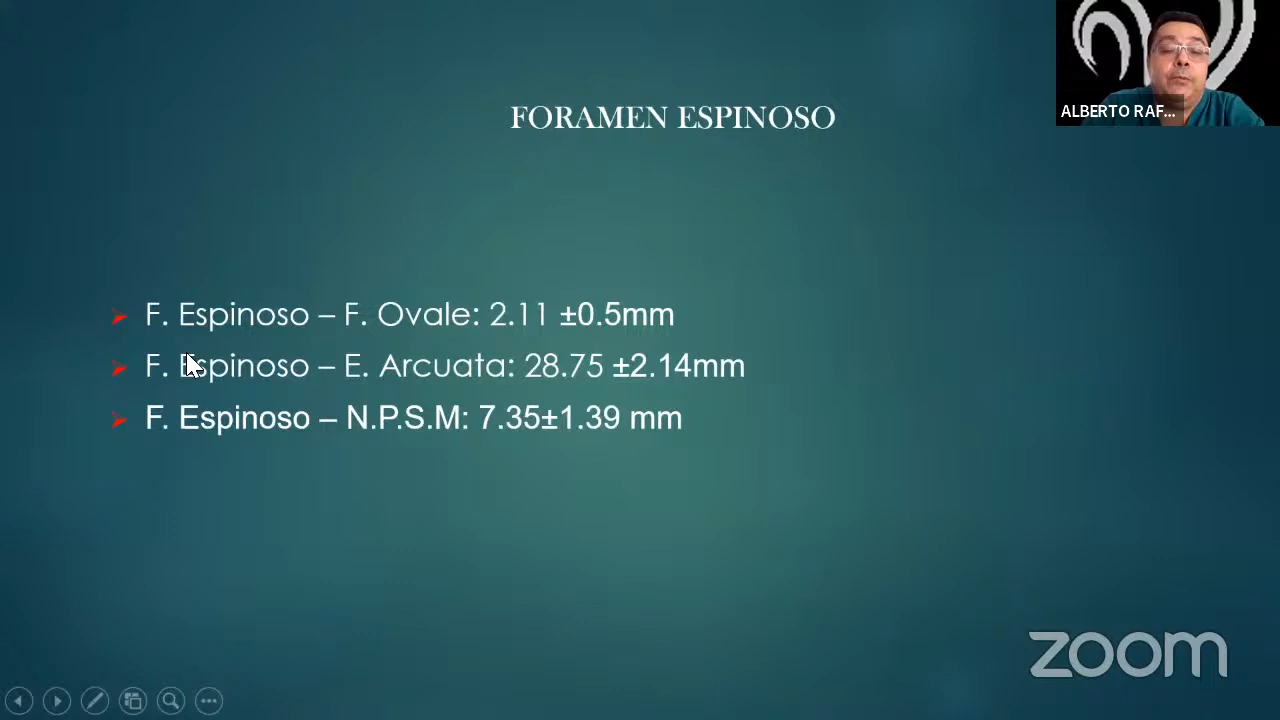 FORAMEN ESPINOSO
ALBERTO RAF...
F. Espinoso – F. Ovale: 2.11 ±0.5mm
F. Espinoso – E. Arcuata: 28.75 ±2.14mm
F. Espinoso – N.P.S.M: 7.35±1.39 mm
zoom